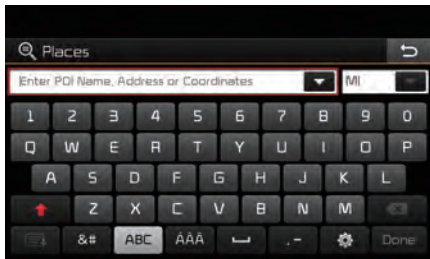 Places
Enter POI Name, Address or Coordinates MI
1 2 3 4 5 6 7 8 9 0
Q W E R T Y U I O P
A S D F G H J K L
Z X C V B N M
&# ABC ÁÄÂ .- Done